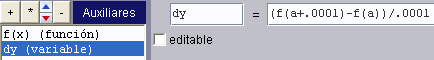 + * - Auxiliares
f(x) (función)
dy (variable)
dy = (f(a+.0001)-f(a))/.0001
editable